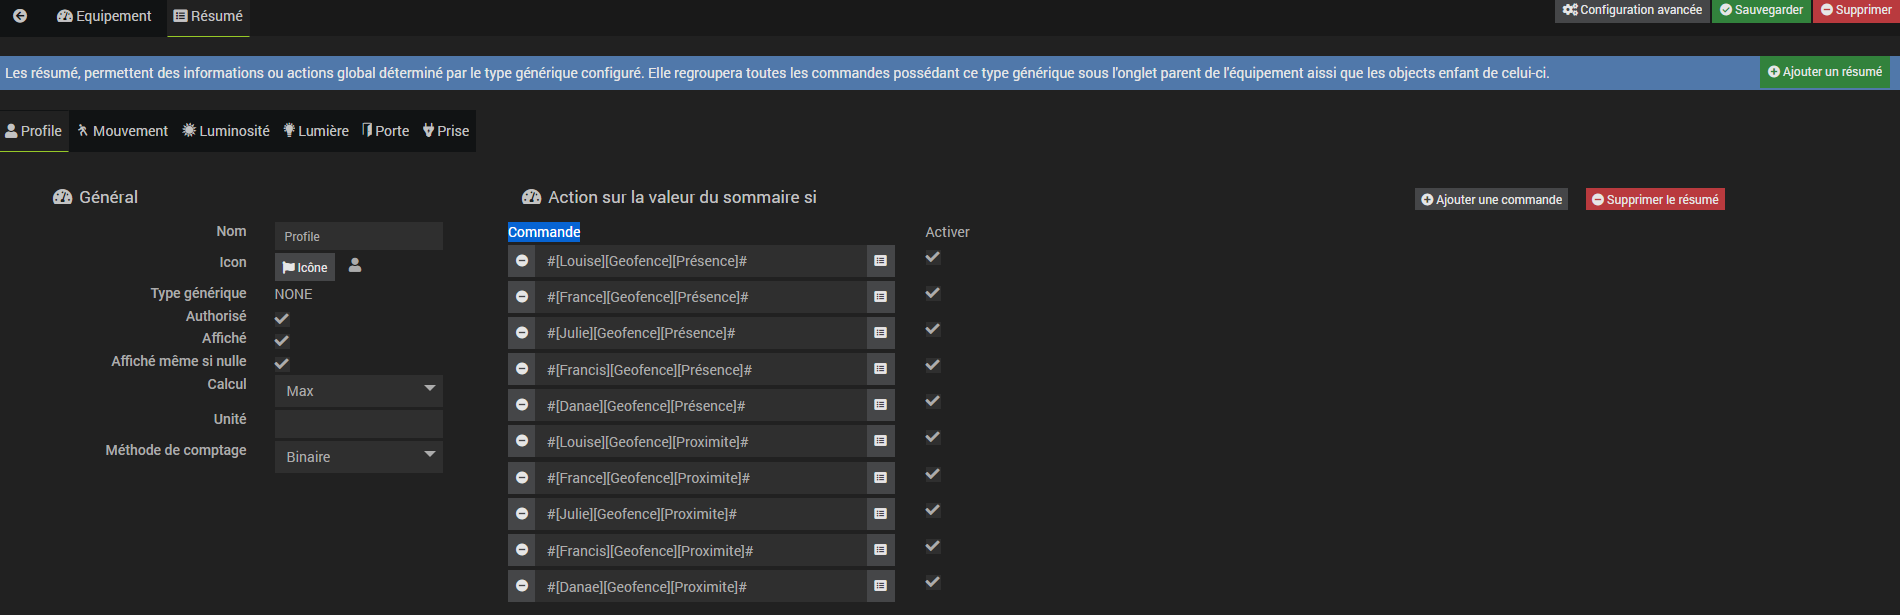 Equipement
Résumé
Configuration avancée
Sauvegarder
Supprimer
Les résumé, permettent des informations ou actions global déterminé par le type générique configuré. Elle regroupera toutes les commandes possédant ce type générique sous l'onglet parent de l'équipement aissi que les objects enfant de celui-ci.
Ajouter un résumé
Profile
Mouvement
Luminosité
Lumière
Porte
Prise
Général
Nom
Profile
Icon
Icône
Type générique
NONE
Authorisé
Affiché
Affiché même si nulle
Calcul
Max
Unité
Méthode de comptage
Binaire
Action sur la valeur du sommaire si
Ajouter une commande
Supprimer le résumé
Commande
Activer
#[Louise][Geofence][Présence]#
#[France][Geofence][Présence]#
#[Julie][Geofence][Présence]#
#[Francis][Geofence][Présence]#
#[Danae][Geofence][Présence]#
#[Louise][Geofence][Proximite]#
#[France][Geofence][Proximite]#
#[Julie][Geofence][Proximite]#
#[Francis][Geofence][Proximite]#
#[Danae][Geofence][Proximite]#